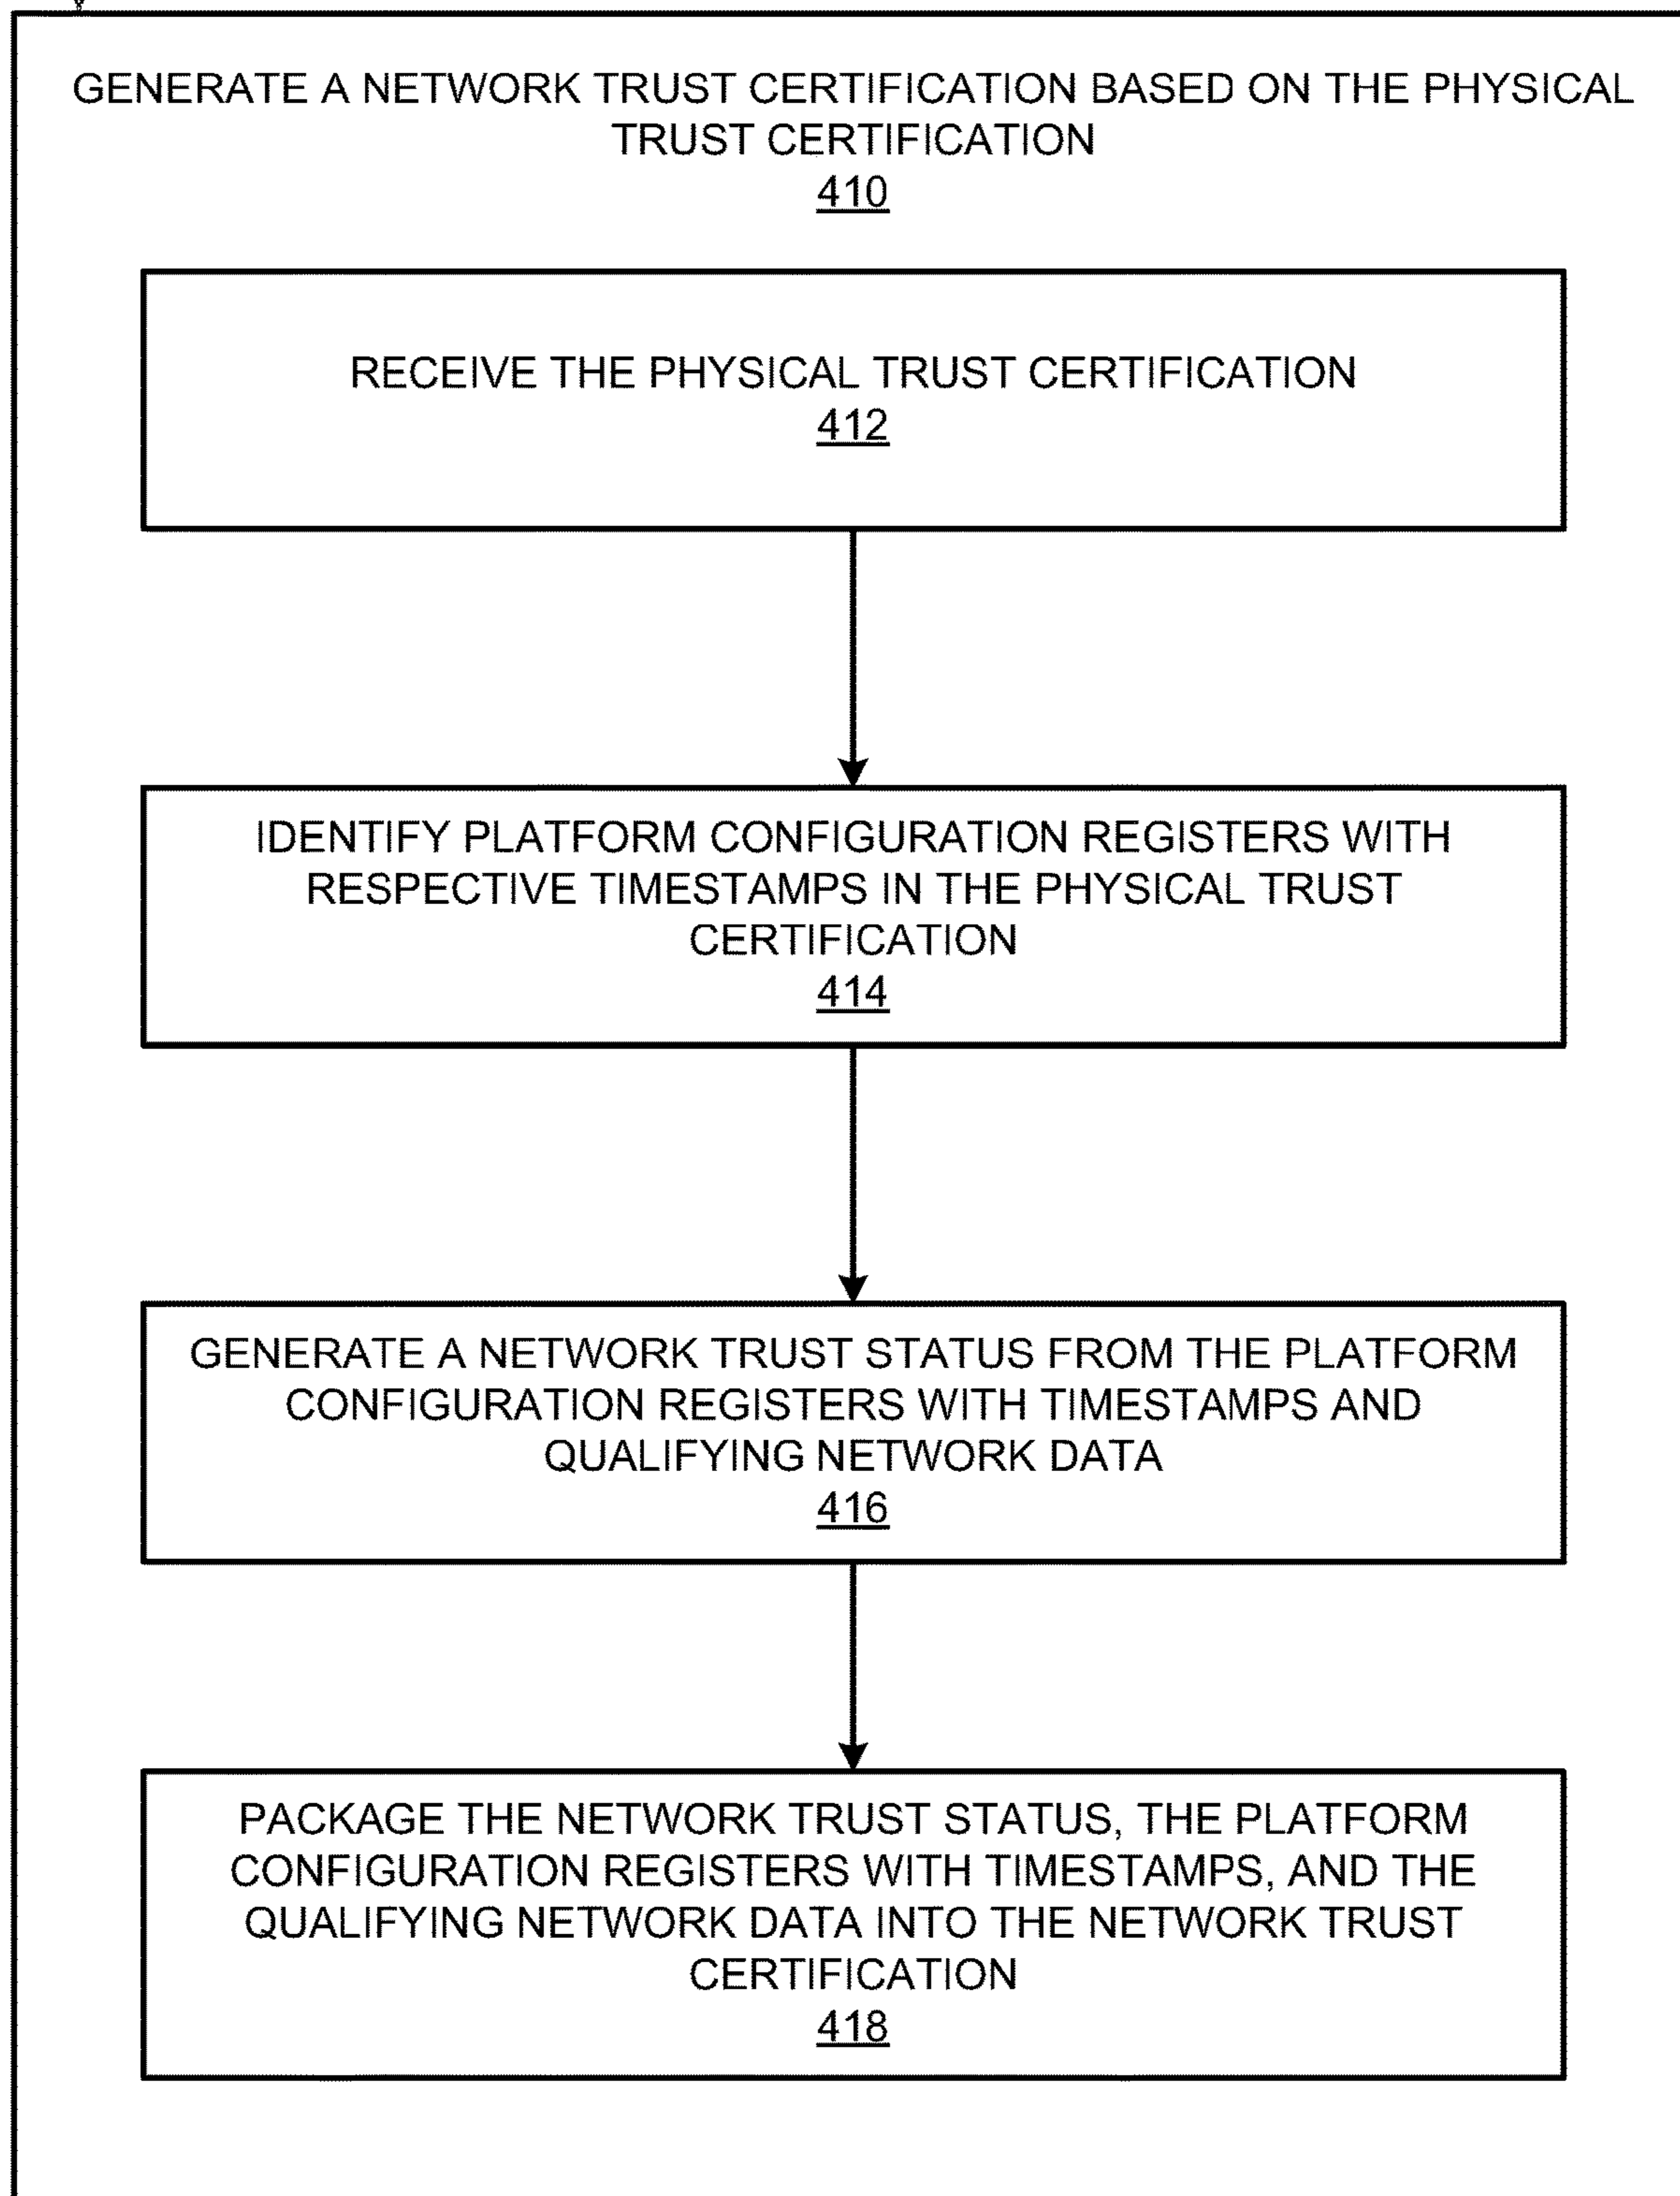 GENERATE A NETWORK TRUST CERTIFICATION BASED ON THE PHYSICAL
TRUST CERTIFICATION
410
RECEIVE THE PHYSICAL TRUST CERTIFICATION
412
IDENTIFY PLATFORM CONFIGURATION REGISTERS WITH
RESPECTIVE TIMESTAMPS IN THE PHYSICAL TRUST
CERTIFICATION
414
GENERATE A NETWORK TRUST STATUS FROM THE PLATFORM
CONFIGURATION REGISTERS WITH TIMESTAMPS AND
QUALIFYING NETWORK DATA
416
PACKAGE THE NETWORK TRUST STATUS, THE PLATFORM
CONFIGURATION REGISTERS WITH TIMESTAMPS, AND THE
QUALIFYING NETWORK DATA INTO THE NETWORK TRUST
CERTIFICATION
418